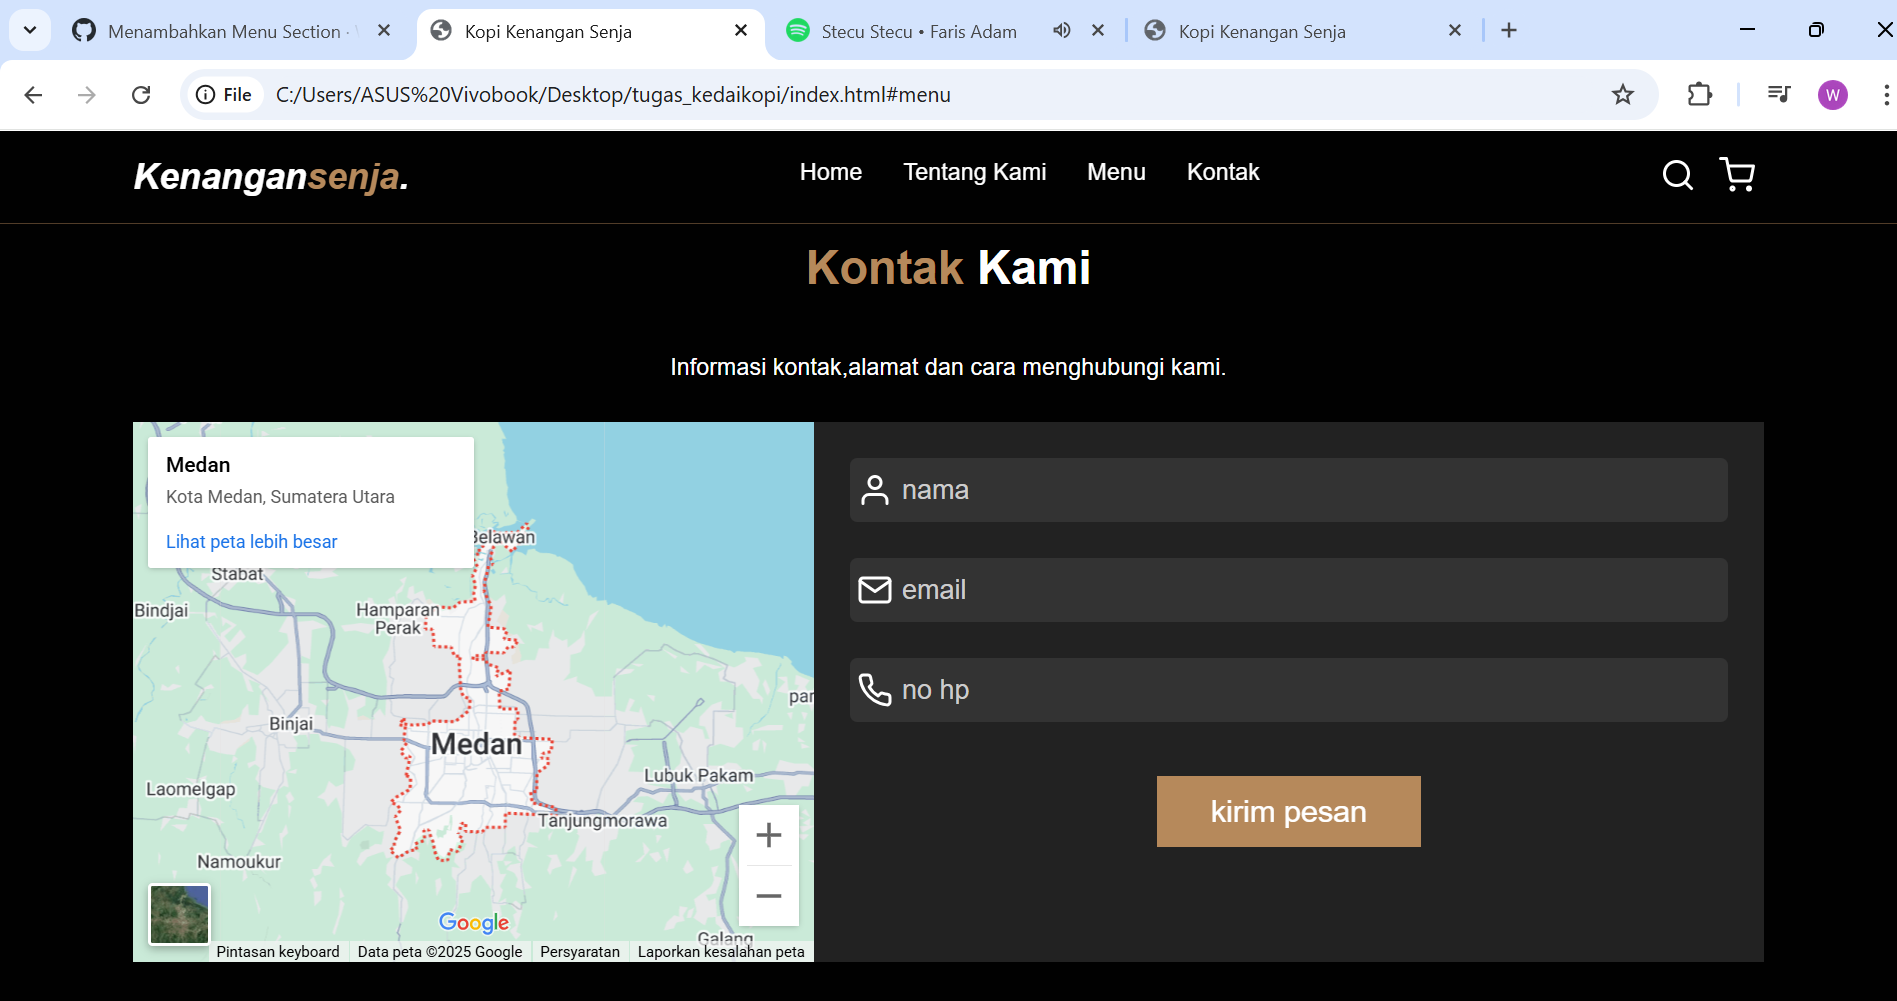 Menambahkan Menu Section ·
Kopi Kenangan Senja
Stecu Stecu • Faris Adam
Kopi Kenangan Senja
File
C:/Users/ASUS%20Vivobook/Desktop/tugas_kedaikopi/index.html#menu
W
Kenangansenja.
Home
Tentang Kami
Menu
Kontak
Kontak Kami
Informasi kontak,alamat dan cara menghubungi kami.
Medan
Kota Medan, Sumatera Utara
Lihat peta lebih besar
Belawan
Stabat
Bindjai
Hamparan
Perak
par
Binjai
Medan
Lubuk Pakam
Laomelgap
Tanjungmorawa
Namoukur
Google
Galang
Pintasan keyboard
Data peta ©2025 Google
Persyaratan
Laporkan kesalahan peta
nama
email
no hp
kirim pesan